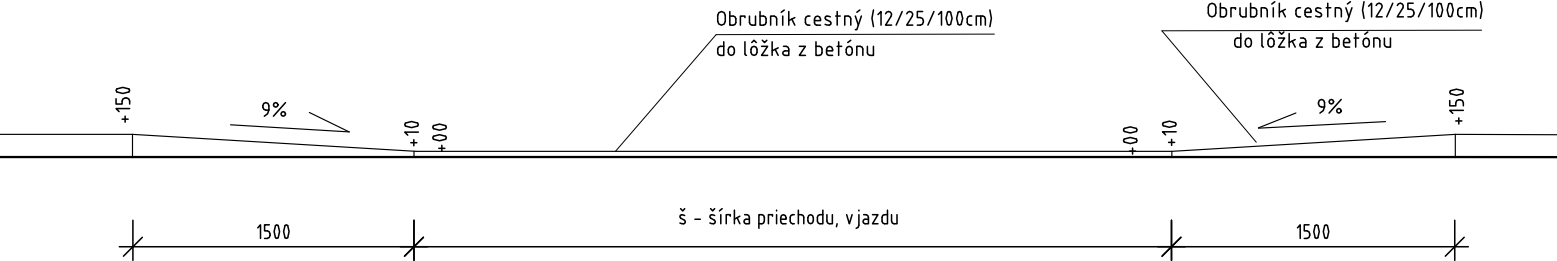 Obrubník cestný (12/25/100cm)
do lôžka z betónu
Obrubník cestný (12/25/100cm)
do lôžka z betónu
+150
9%
+10
+00
+00
+10
9%
+150
1500
š - šírka priechodu, vjazdu
1500